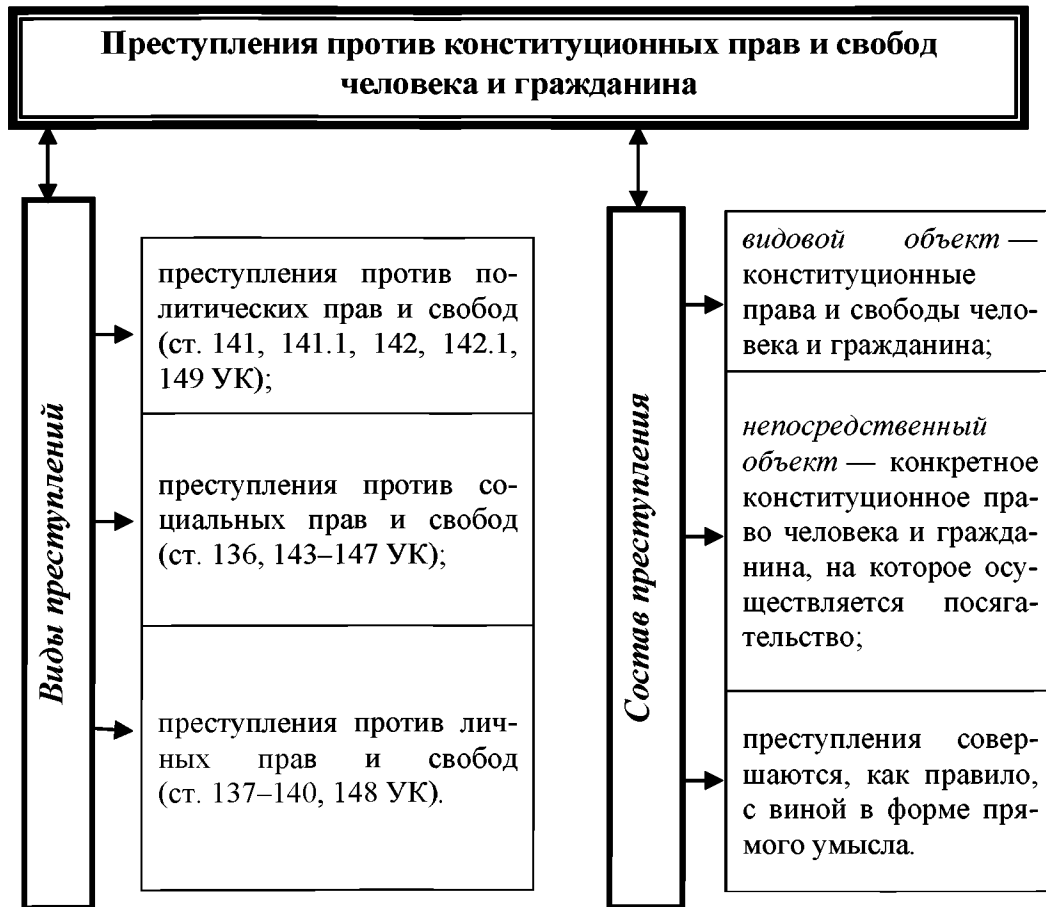 Преступления против конституционных прав и свобод
человека и гражданина
Виды преступлений
преступления против по-
литических прав и свобод
(ст. 141, 141.1, 142, 142.1,
149 УК);
преступления против со-
циальных прав и свобод
(ст. 136, 143–147 УК);
преступления против лич-
ных прав и свобод
(ст. 137–140, 148 УК).
Состав преступления
видовой объект —
конституционные
права и свободы чело-
века и гражданина;
непосредственный
объект — конкретное
конституционное пра-
во человека и гражда-
нина, на которое осу-
ществляется посяга-
тельство;
преступления совер-
шаются, как правило,
с виной в форме пря-
мого умысла.